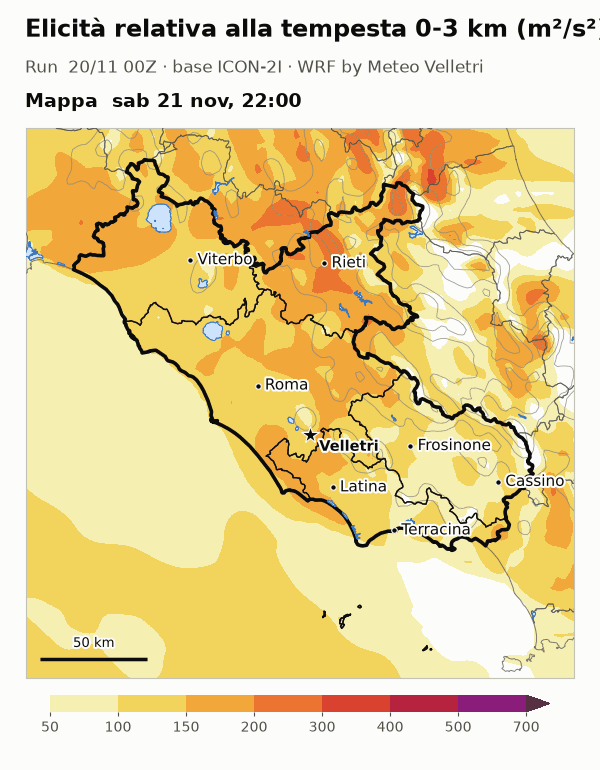 Elicità relativa alla tempesta 0-3 km (m²/s²)
Run  20/11 00Z · base ICON-2I · WRF by Meteo Velletri
Mappa  sab 21 nov, 22:00
Viterbo
Rieti
Roma
Velletri
Frosinone
Cassino
Latina
Terracina
50 km
50 100 150 200 300 400 500 700